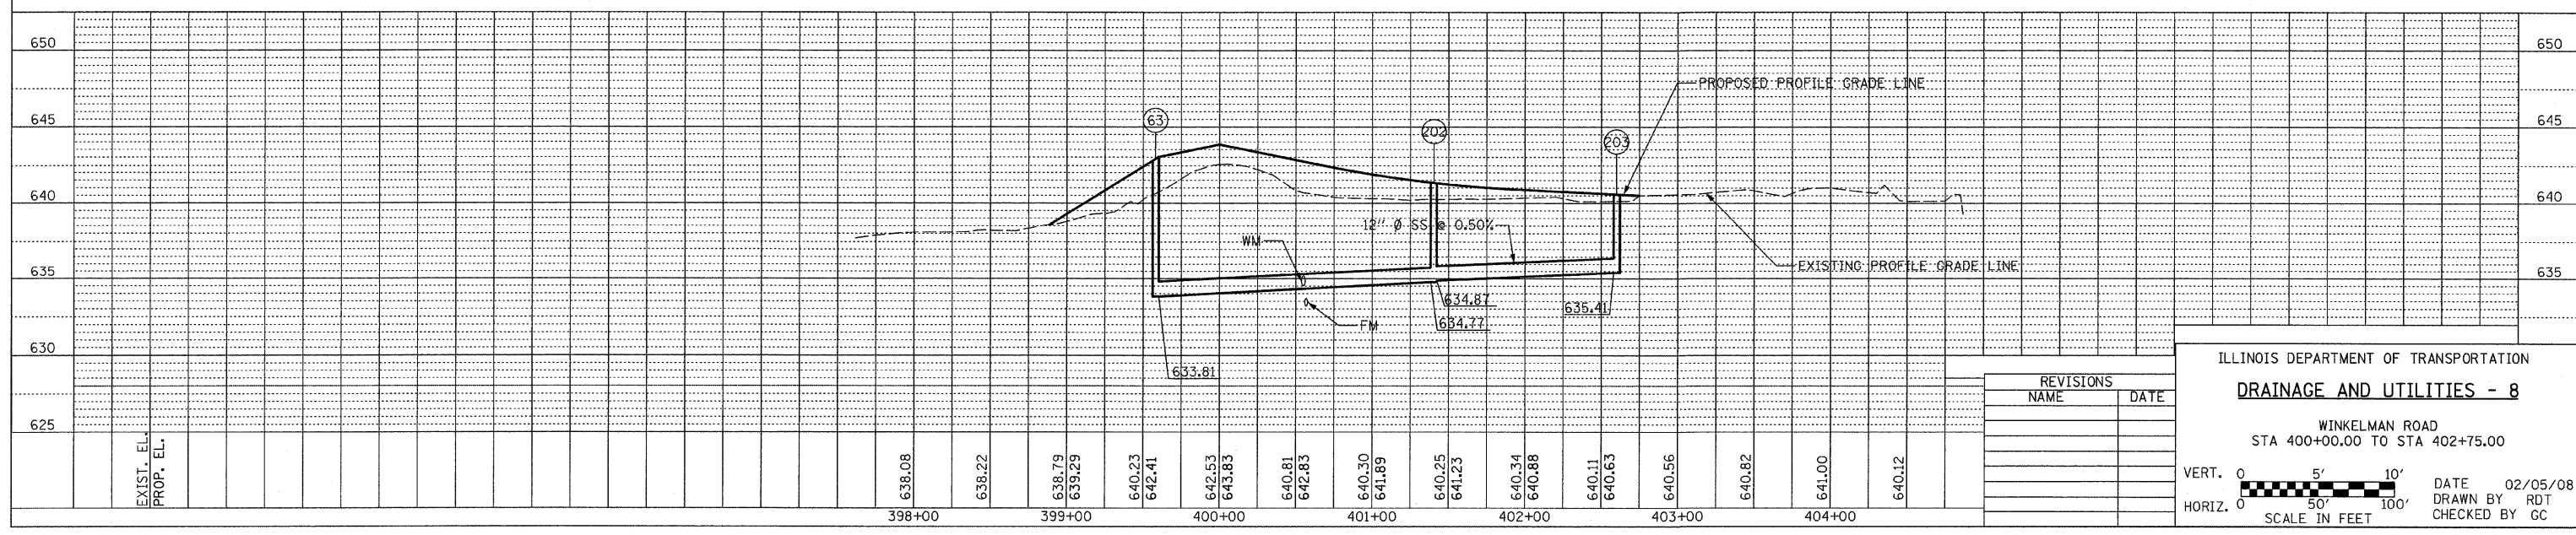 650 650
PROPOSED PROFILE GRADE LINE
645 63 202 203 645
640 640
12'' Ø SS @ 0.50%
WM
635 EXISTING PROFILE GRADE LINE 635
634.87 635.41
634.77
FM
630
633.81
625
EXIST. EL.
PROP. EL.
638.08
638.22
638.79
639.29
640.23
642.41
642.53
643.83
640.81
642.83
640.30
641.89
640.25
641.23
640.34
640.88
640.11
640.63
640.56
640.82
641.00
640.12
398+00 399+00 400+00 401+00 402+00 403+00 404+00
REVISIONS
NAME DATE
ILLINOIS DEPARTMENT OF TRANSPORTATION
DRAINAGE AND UTILITIES - 8
WINKELMAN ROAD
STA 400+00.00 TO STA 402+75.00
VERT. 0 5' 10'
HORIZ. 0 50' 100'
SCALE IN FEET
DATE 02/05/08
DRAWN BY RDT
CHECKED BY GC